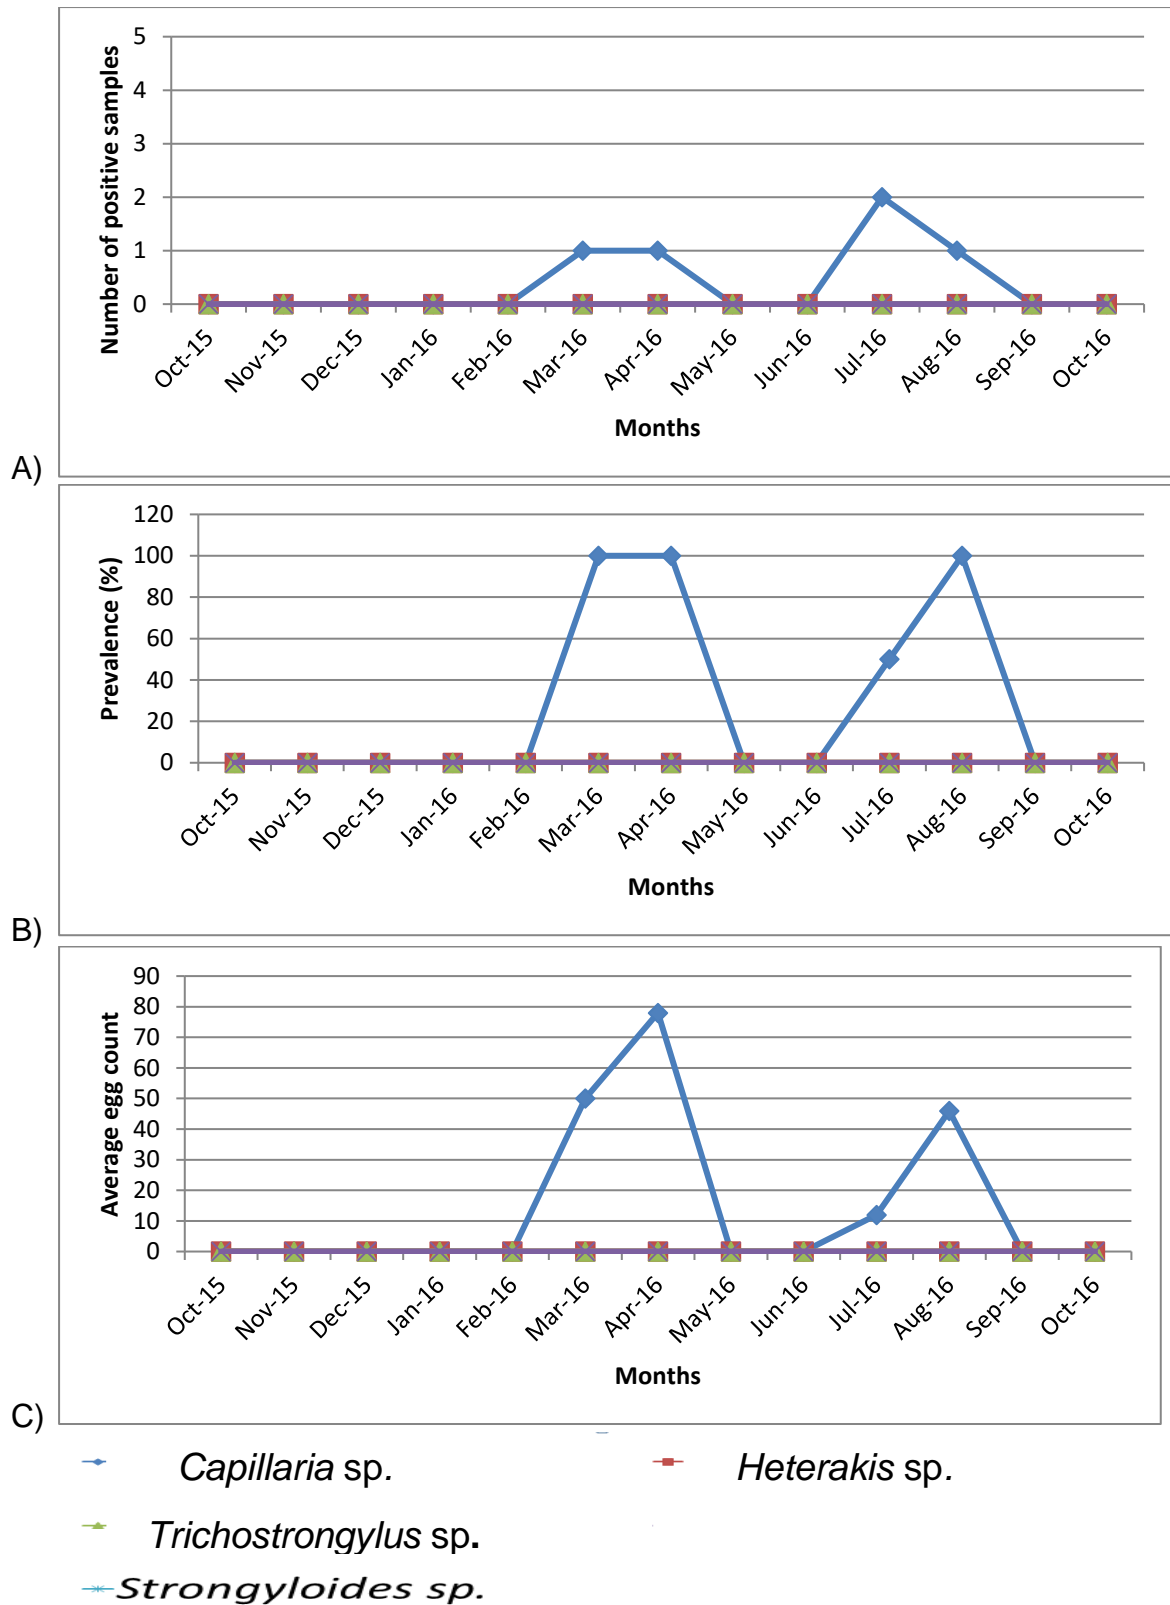 Number of positive samples
5
4
3
2
1
0
Oct-15 Nov-15 Dec-15 Jan-16 Feb-16 Mar-16 Apr-16 May-16 Jun-16 Jul-16 Aug-16 Sep-16 Oct-16
Months
A)
Prevalence (%)
120
100
80
60
40
20
0
Oct-15 Nov-15 Dec-15 Jan-16 Feb-16 Mar-16 Apr-16 May-16 Jun-16 Jul-16 Aug-16 Sep-16 Oct-16
Months
B)
Average egg count
90
80
70
60
50
40
30
20
10
0
Oct-15 Nov-15 Dec-15 Jan-16 Feb-16 Mar-16 Apr-16 May-16 Jun-16 Jul-16 Aug-16 Sep-16 Oct-16
Months
C)
Capillaria sp. Heterakis sp.
Trichostrongylus sp.
Strongyloides sp.